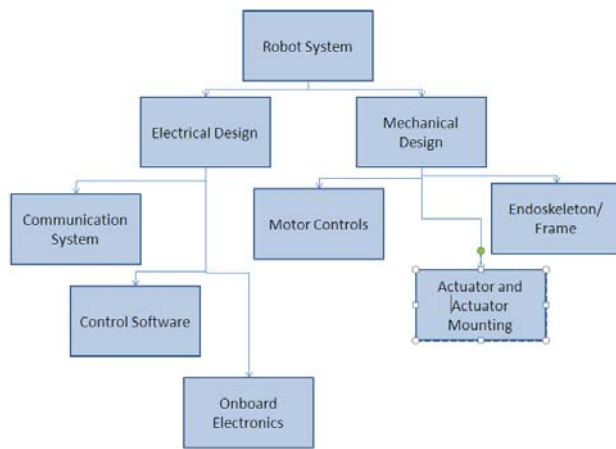 Robot System
Electrical Design
Mechanical
Design
Communication
System
Motor Controls
Endoskeleton/
Frame
Control Software
Actuator and
Actuator
Mounting
Onboard
Electronics